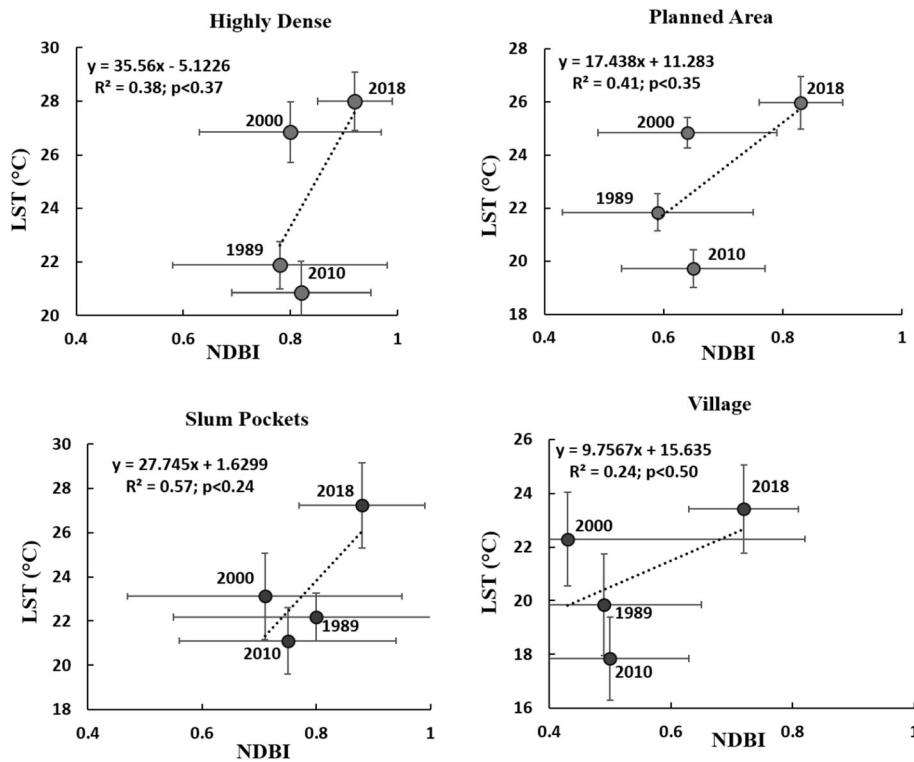 Highly Dense
30
28
26
24
22
20
LST (°C)
y = 35.56x - 5.1226
R² = 0.38; p<0.37
2018
2000
1989
2010
0.4
0.6
0.8
1
NDBI
Planned Area
28
26
24
22
20
18
LST (°C)
y = 17.438x + 11.283
R² = 0.41; p<0.35
2018
2000
1989
2010
0.4
0.6
0.8
1
NDBI
Slum Pockets
30
28
26
24
22
20
18
LST (°C)
y = 27.745x + 1.6299
R² = 0.57; p<0.24
2018
2000
1989
2010
0.4
0.6
0.8
1
NDBI
Village
26
24
22
20
18
16
LST (°C)
y = 9.7567x + 15.635
R² = 0.24; p<0.50
2018
2000
1989
2010
0.4
0.6
0.8
1
NDBI